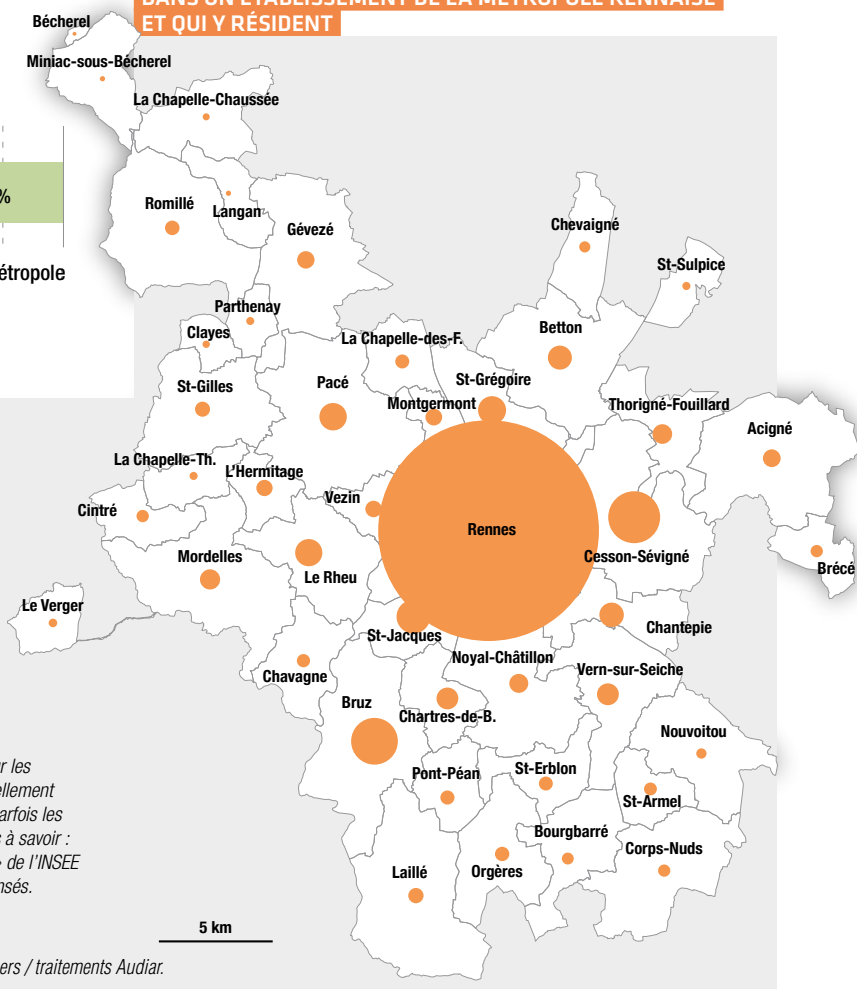 DANS UN ÉTABLISSEMENT DE LA MÉTROPOLE RENNAISE
ET QUI Y RÉSIDENT
Bécherel
Miniac-sous-Bécherel
La Chapelle-Chaussée
%
Romillé
Langan
Gévezé
Chevaigné
St-Sulpice
étropole
Parthenay
Clayes
La Chapelle-des-F.
Betton
St-Gilles
Pacé
St-Grégoire
Montgermont
Thorigné-Fouillard
Acigné
La Chapelle-Th.
L'Hermitage
Vezin
Cintré
Rennes
Mordelles
Le Rheu
Cesson-Sévigné
Brécé
Le Verger
St-Jacques
Chantepie
Noyal-Châtillon
Chavagne
Vern-sur-Seiche
Bruz
Chartres-de-B.
Nouvoitou
r les
ellement
arfois les
s à savoir :
» de l'INSEE
nsés.
Pont-Péan
St-Erblon
St-Armel
Bourgbarré
Corps-Nuds
Laillé
Orgères
5 km
ers / traitements Audiar.